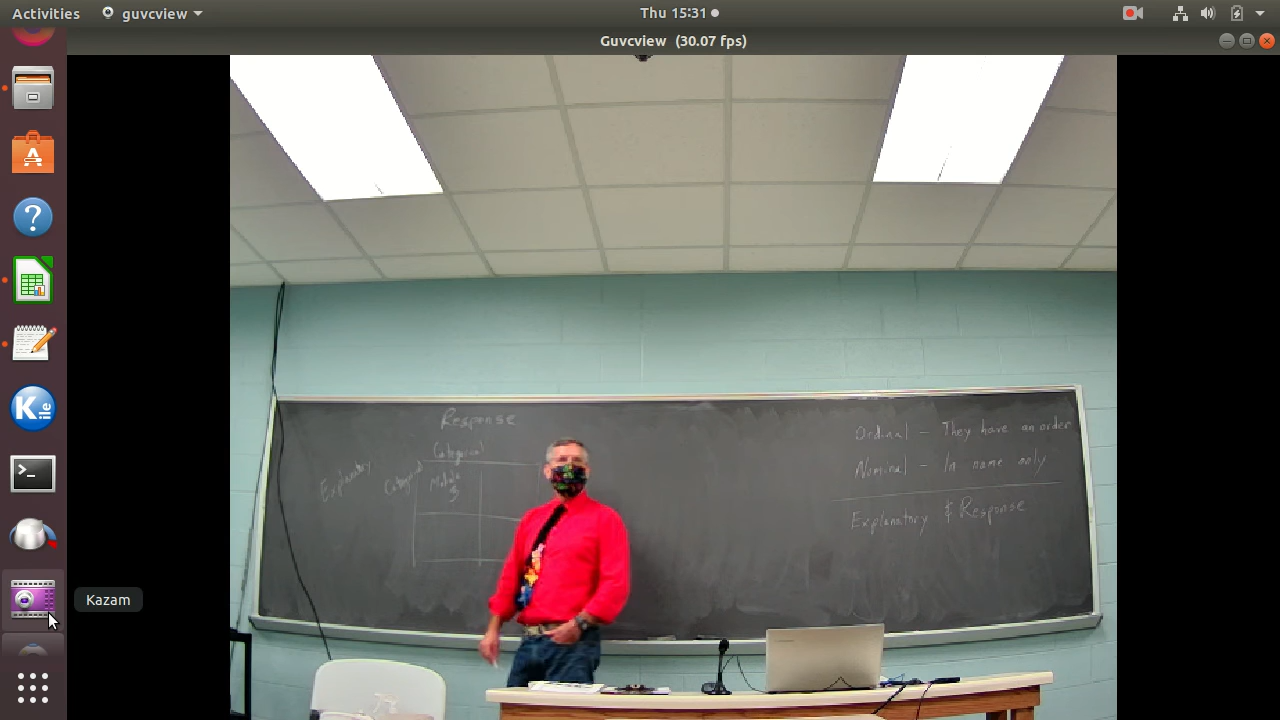 Activities guvcview Thu 15:31
Guvcview (30.07 fps)
Kazam
Response
Categorical
Explanatory
Ordinal - They have an order
Nominal - In name only
Explanatory & Response